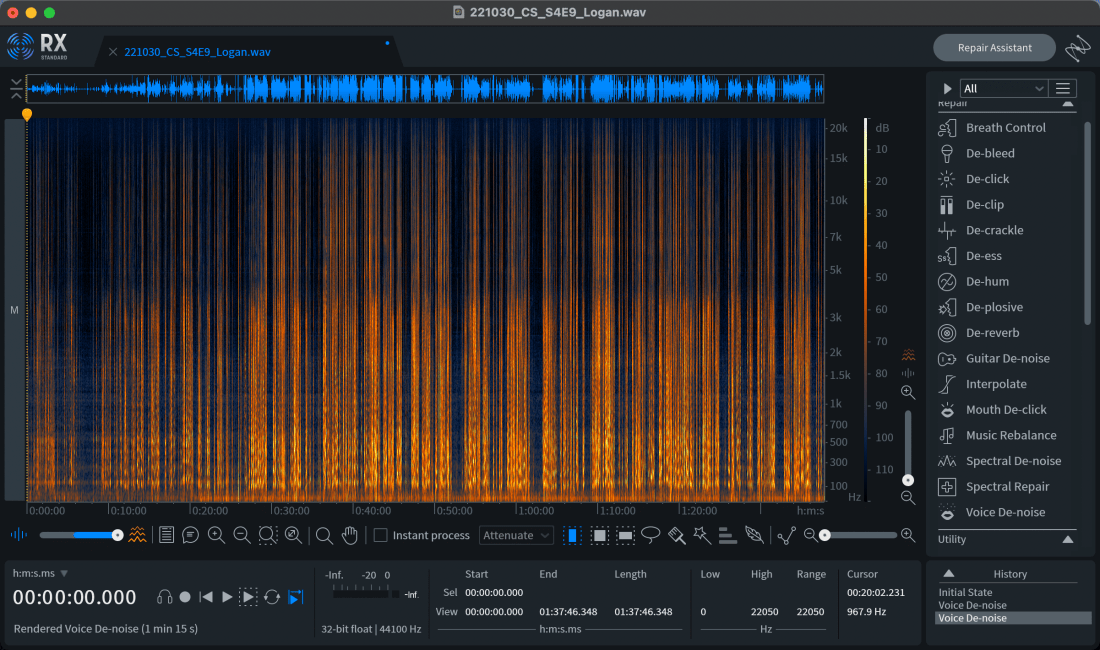 221030_CS_S4E9_Logan.wav
RX
STANDARD
221030_CS_S4E9_Logan.wav
Repair Assistant
All
Repair
Breath Control
De-bleed
De-click
De-clip
De-crackle
De-ess
De-hum
De-plosive
De-reverb
Guitar De-noise
Interpolate
Mouth De-click
Music Rebalance
Spectral De-noise
Spectral Repair
Voice De-noise
Utility
M
20k
15k
10k
7k
5k
3k
2k
1.5k
1k
700
500
300
100
Hz
dB
10
20
30
40
50
60
70
80
90
100
110
0:00:00 0:10:00 0:20:00 0:30:00 0:40:00 0:50:00 1:00:00 1:10:00 1:20:00 h:m:s
Instant process Attenuate
h:m:s.ms
00:00:00.000
Rendered Voice De-noise (1 min 15 s)
-Inf. -20 0
-Inf.
32-bit float | 44100 Hz
Start End Length
Sel 00:00:00.000
View 00:00:00.000 01:37:46.348 01:37:46.348
h:m:s.ms
Low High Range
0 22050 22050
Hz
Cursor
00:20:02.231
967.9 Hz
History
Initial State
Voice De-noise
Voice De-noise